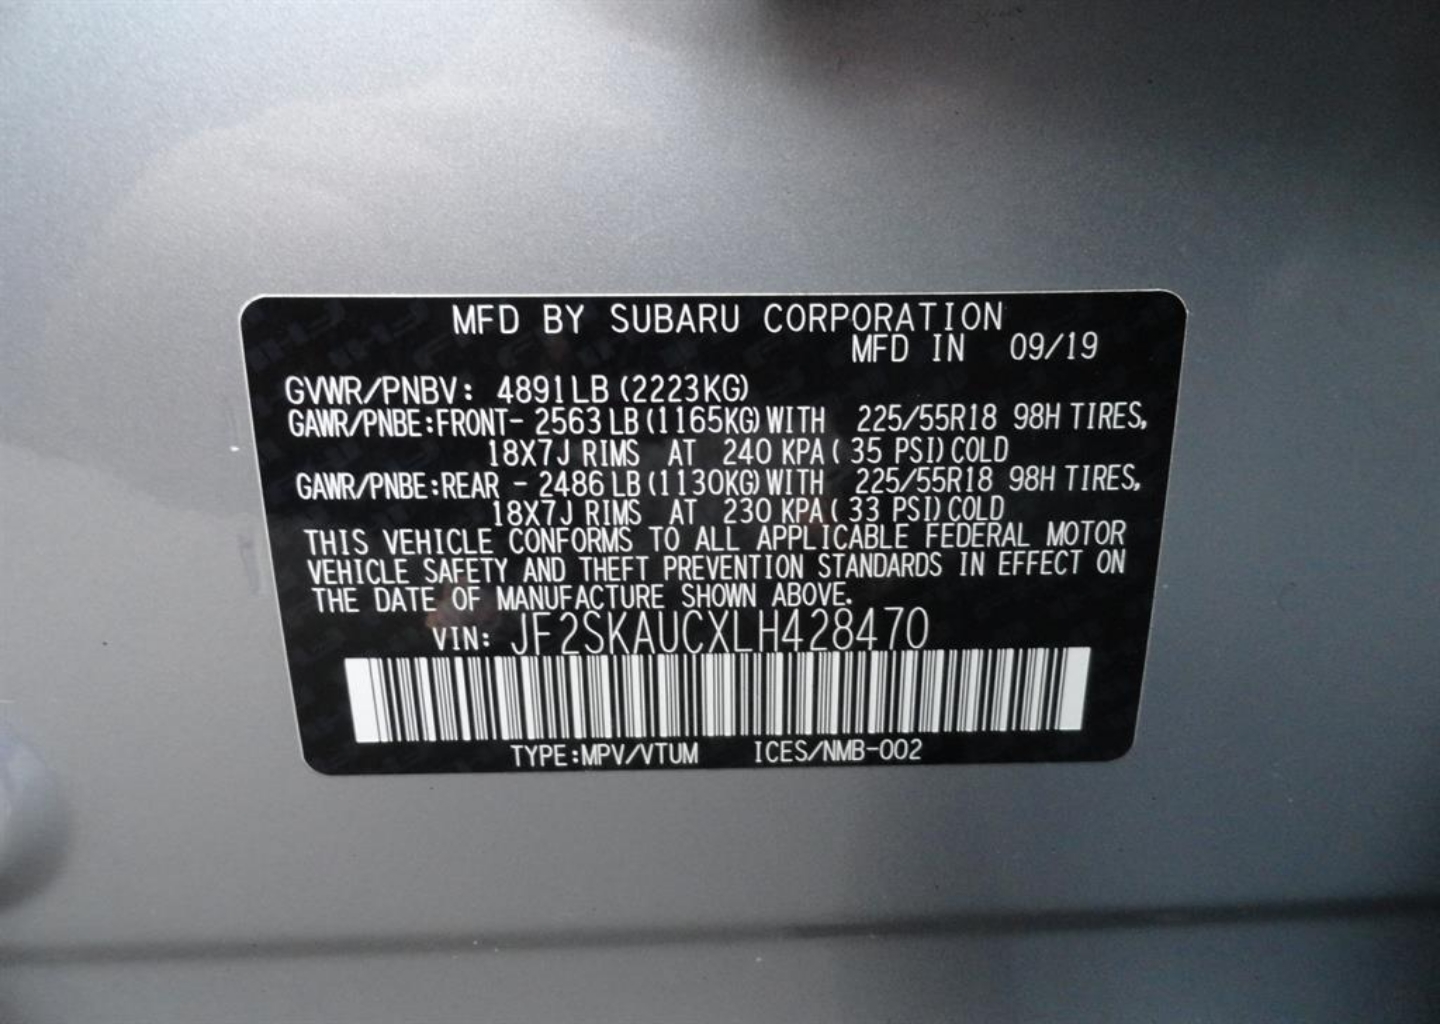 MFD BY SUBARU CORPORATION
MFD IN 09/19
GVWR/PNBV: 4891LB (2223KG)
GAWR/PNBE:FRONT- 2563 LB (1165KG) WITH 225/55R18 98H TIRES,
18X7J RIMS AT 240 KPA ( 35 PSI) COLD
GAWR/PNBE:REAR - 2486 LB (1130KG) WITH 225/55R18 98H TIRES,
18X7J RIMS AT 230 KPA ( 33 PSI) COLD
THIS VEHICLE CONFORMS TO ALL APPLICABLE FEDERAL MOTOR
VEHICLE SAFETY AND THEFT PREVENTION STANDARDS IN EFFECT ON
THE DATE OF MANUFACTURE SHOWN ABOVE.
VIN: JF2SKAUCXLH428470
TYPE:MPV/VTUM ICES/NMB-002